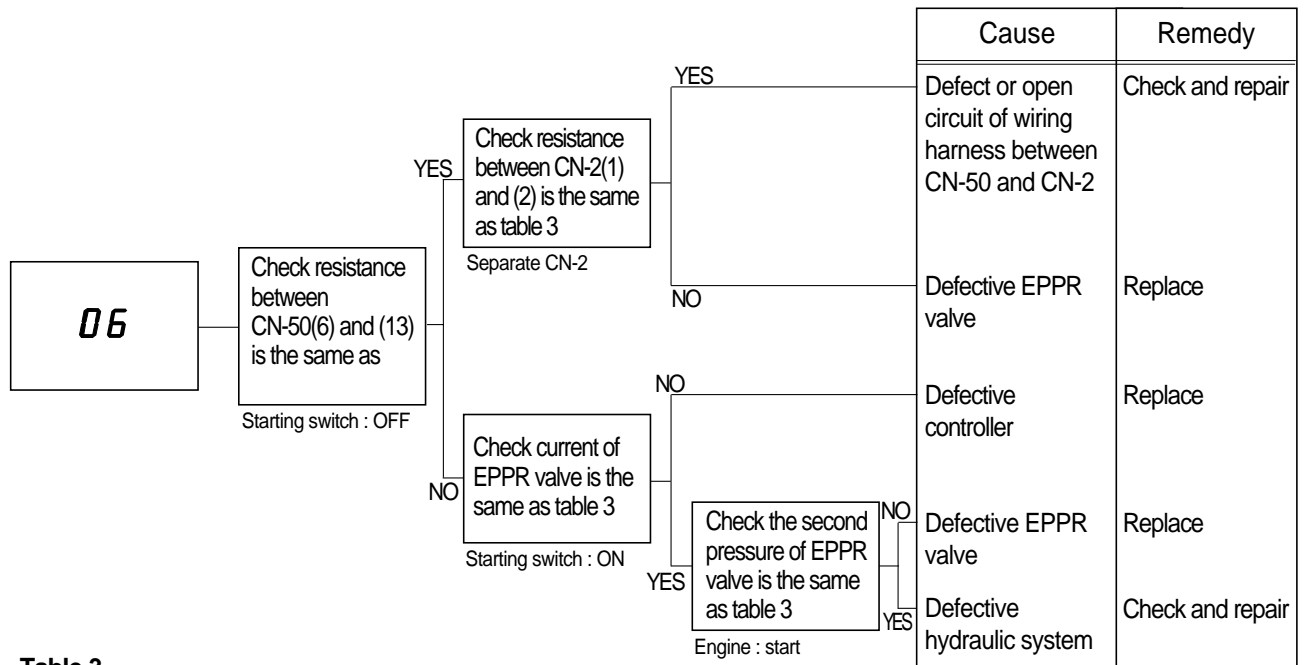 Cause
Remedy
YES
Defect or open
circuit of wiring
harness between
CN-50 and CN-2
Check and repair
YES
Check resistance
between CN-2(1)
and (2) is the same
as table 3
Separate CN-2
NO
Defective EPPR
valve
Replace
06
Check resistance
between
CN-50(6) and (13)
is the same as
Starting switch : OFF
NO
Defective
controller
Replace
NO
Check current of
EPPR valve is the
same as table 3
Starting switch : ON
YES
Check the second
pressure of EPPR
valve is the same
as table 3
Engine : start
NO
Defective EPPR
valve
Replace
YES
Defective
hydraulic system
Check and repair